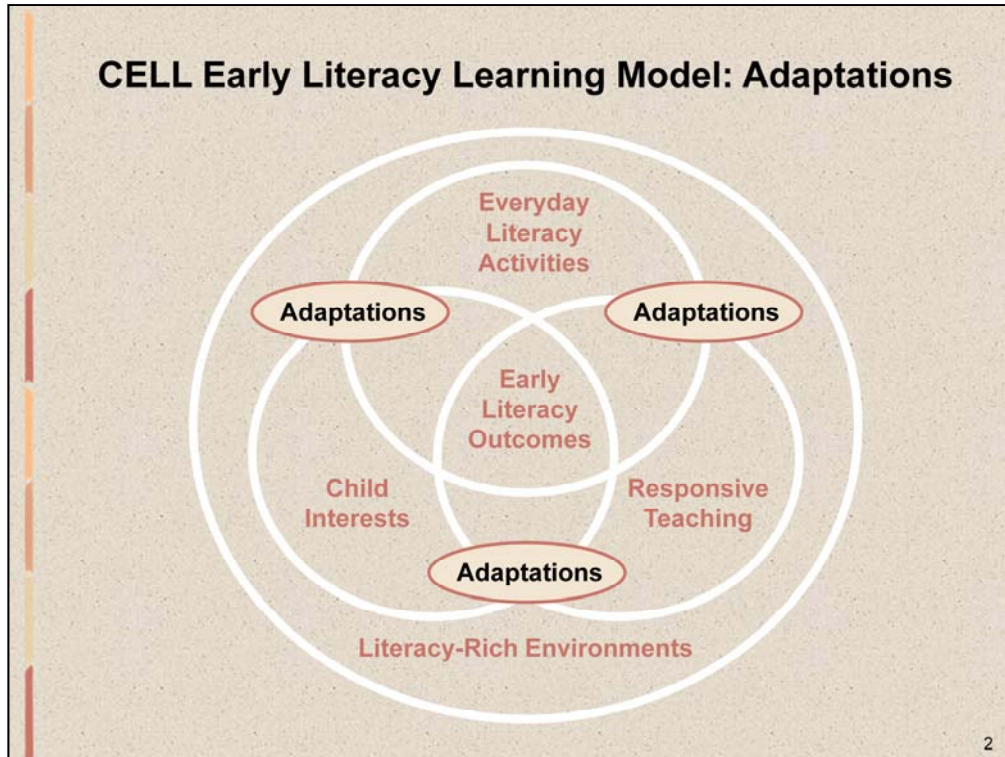 CELL Early Literacy Learning Model: Adaptations
Everyday
Literacy
Activities
Adaptations
Adaptations
Early
Literacy
Outcomes
Child
Interests
Responsive
Teaching
Adaptations
Literacy-Rich Environments
2